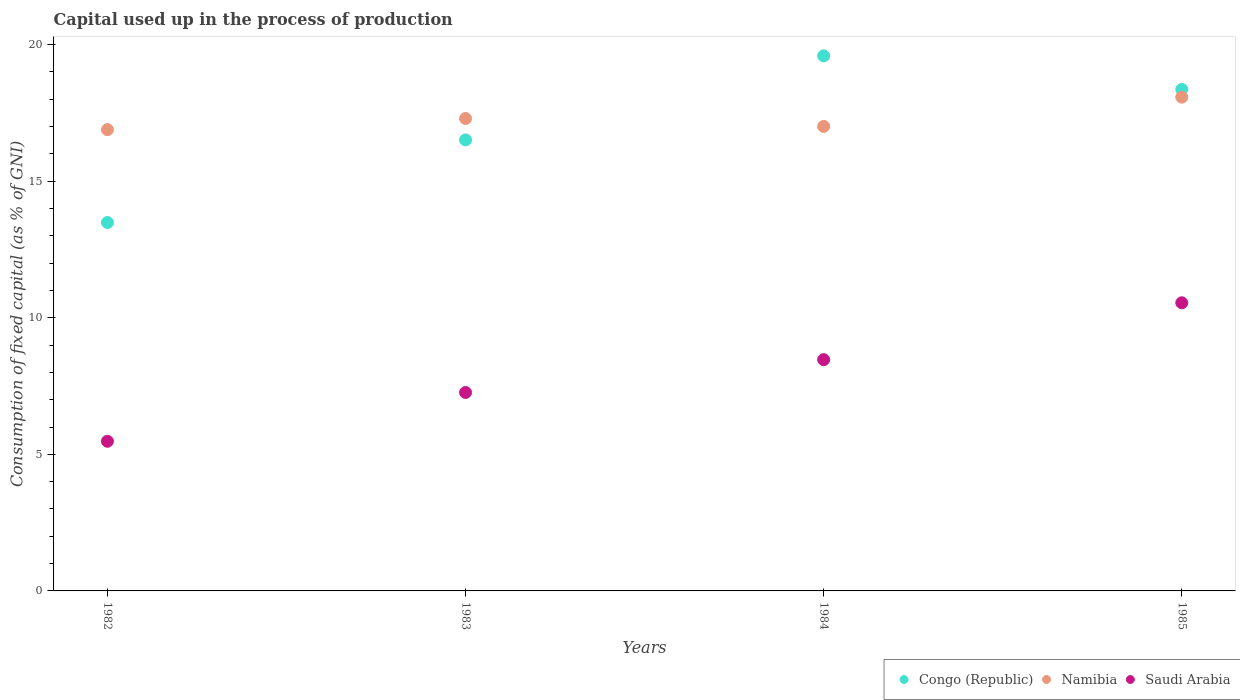 Capital used up in the process of production
Consumption of fixed capital (as % of GNI)
20
15
10
5
0
1982
1983
1984
1985
Years
Congo (Republic)
Namibia
Saudi Arabia